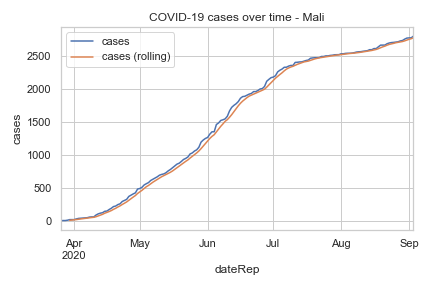 COVID-19 cases over time - Mali
cases
cases (rolling)
2500
2000
1500
1000
500
0
cases
Apr
2020
May
Jun
Jul
Aug
Sep
dateRep